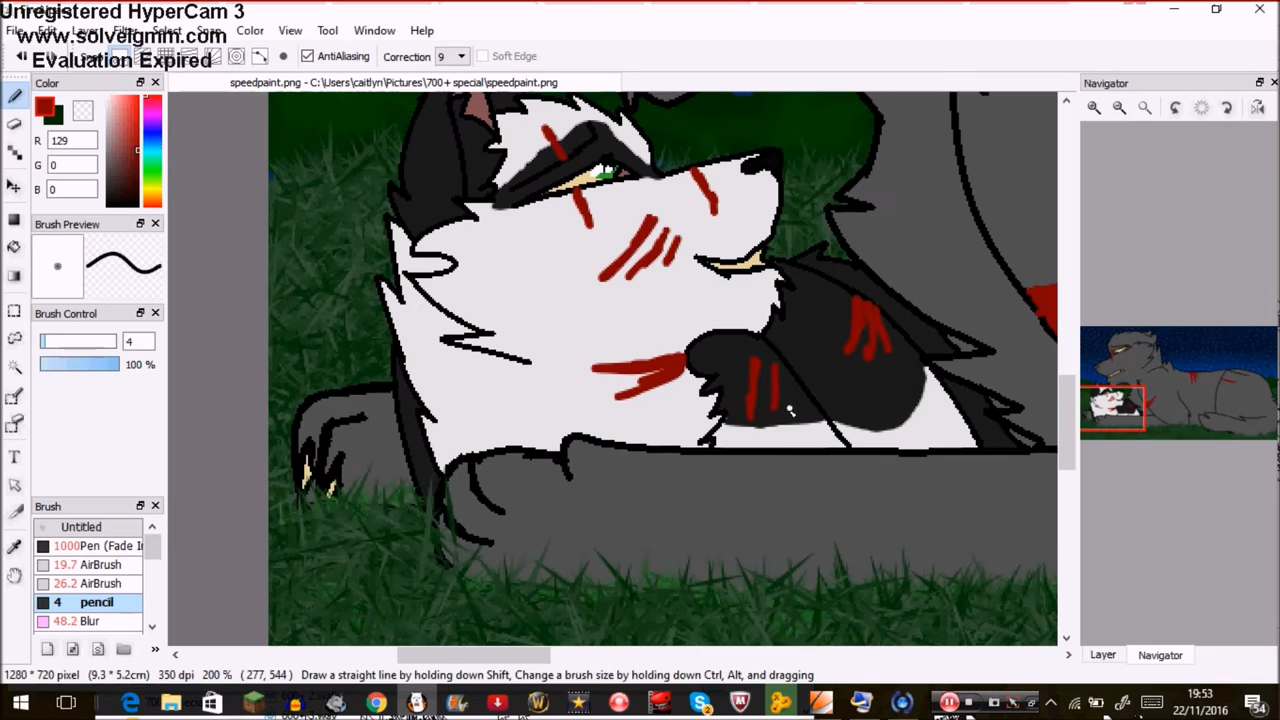 Unregistered HyperCam 3
www.solveigmm.com
Evaluation Expired
File Edit Layer Filter Select Snap Color View Tool Window Help
AntiAliasing Correction 9 Soft Edge
speedpaint.png - C:\Users\caitlyn\Pictures\700+ special\speedpaint.png
Color
R 129
G 0
B 0
Brush Preview
Brush Control
4
100 %
Brush
Untitled
1000 Pen (Fade I
19.7 AirBrush
26.2 AirBrush
4 pencil
48.2 Blur
Navigator
Layer Navigator
1280 * 720 pixel (9.3 * 5.2cm) 350 dpi 200 % ( 277, 544 ) Draw a straight line by holding down Shift, Change a brush size by holding down Ctrl, Alt, and dragging
19:53
22/11/2016